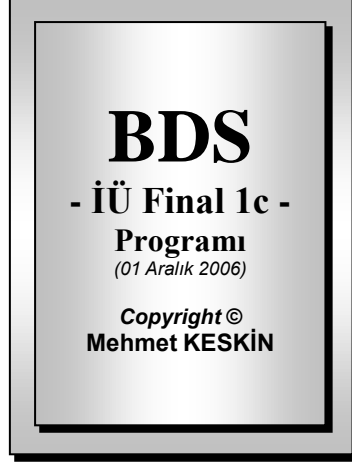 BDS
- İÜ Final 1c -
Programı
(01 Aralık 2006)
Copyright ©
Mehmet KESKİN